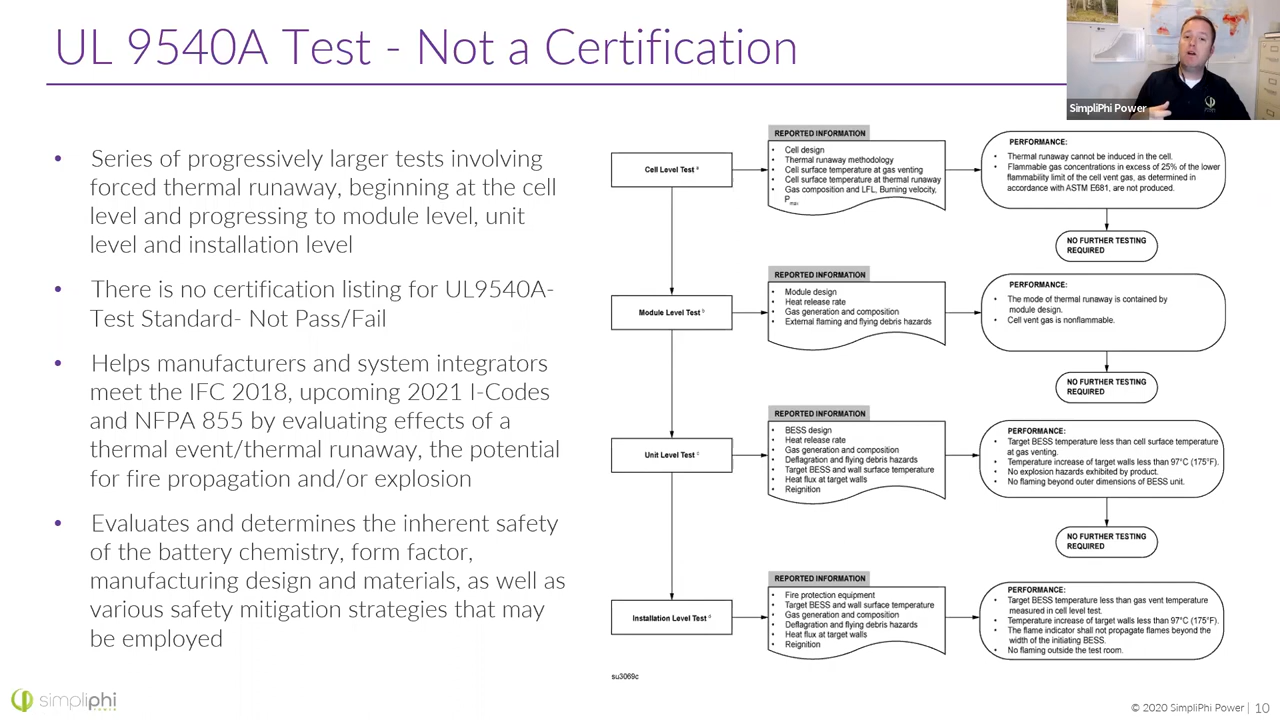 UL 9540A Test - Not a Certification
SimpliPhi Power
• Series of progressively larger tests involving
forced thermal runaway, beginning at the cell
level and progressing to module level, unit
level and installation level
• There is no certification listing for UL9540A-
Test Standard- Not Pass/Fail
• Helps manufacturers and system integrators
meet the IFC 2018, upcoming 2021 I-Codes
and NFPA 855 by evaluating effects of a
thermal event/thermal runaway, the potential
for fire propagation and/or explosion
• Evaluates and determines the inherent safety
of the battery chemistry, form factor,
manufacturing design and materials, as well as
various safety mitigation strategies that may
be employed
Cell Level Test a
REPORTED INFORMATION
• Cell design
• Thermal runaway methodology
• Cell surface temperature at gas venting
• Cell surface temperature at thermal runaway
• Gas composition and LFL, Burning velocity,
Pmax
PERFORMANCE:
• Thermal runaway cannot be induced in the cell.
• Flammable gas concentrations in excess of 25% of the lower
flammability limit of the cell vent gas, as determined in
accordance with ASTM E681, are not produced.
NO FURTHER TESTING
REQUIRED
Module Level Test b
REPORTED INFORMATION
• Module design
• Heat release rate
• Gas generation and composition
• External flaming and flying debris hazards
PERFORMANCE:
• The mode of thermal runaway is contained by
module design.
• Cell vent gas is nonflammable.
NO FURTHER TESTING
REQUIRED
Unit Level Test c
REPORTED INFORMATION
• BESS design
• Heat release rate
• Gas generation and composition
• Deflagration and flying debris hazards
• Target BESS and wall surface temperature
• Heat flux at target walls
• Reignition
PERFORMANCE:
• Target BESS temperature less than cell surface temperature
at gas venting.
• Temperature increase of target walls less than 97°C (175°F).
• No explosion hazards exhibited by product.
• No flaming beyond outer dimensions of BESS unit.
NO FURTHER TESTING
REQUIRED
Installation Level Test d
REPORTED INFORMATION
• Fire protection equipment
• Target BESS and wall surface temperature
• Gas generation and composition
• Deflagration and flying debris hazards
• Heat flux at target walls
• Reignition
PERFORMANCE:
• Target BESS temperature less than gas vent temperature
measured in cell level test.
• Temperature increase of target walls less than 97°C (175°F).
• The flame indicator shall not propagate flames beyond the
width of the initiating BESS.
• No flaming outside the test room.
su3069c
simpliphi
POWER
© 2020 SimpliPhi Power | 10